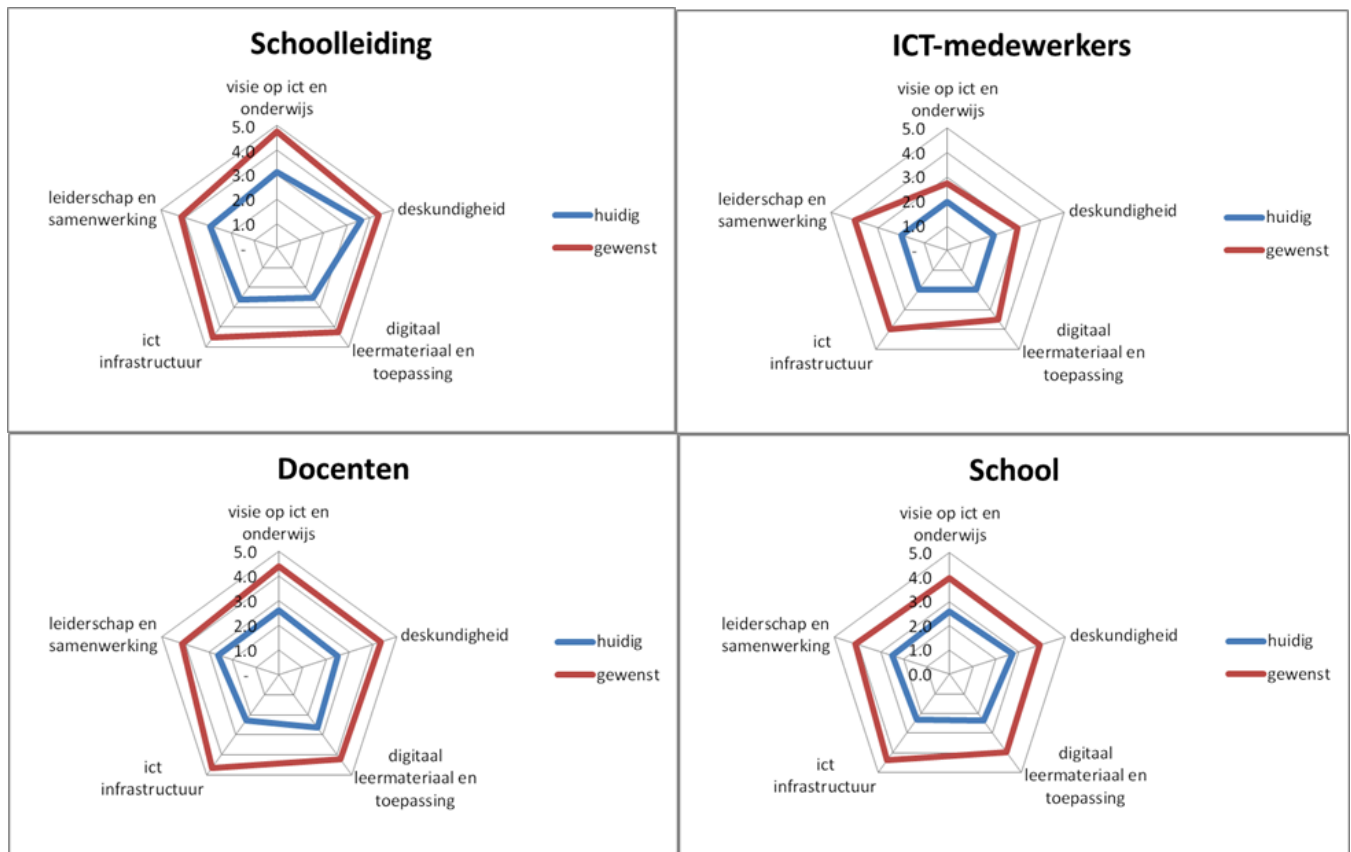 Schoolleiding
visie op ict en
onderwijs
5.0
4.0
3.0
2.0
1.0
-
deskundigheid
digitaal
leermateriaal en
toepassing
ict
infrastructuur
leiderschap en
samenwerking
huidig
gewenst
ICT-medewerkers
visie op ict en
onderwijs
5.0
4.0
3.0
2.0
1.0
-
deskundigheid
digitaal
leermateriaal en
toepassing
ict
infrastructuur
leiderschap en
samenwerking
huidig
gewenst
Docenten
visie op ict en
onderwijs
5.0
4.0
3.0
2.0
1.0
-
deskundigheid
digitaal
leermateriaal en
toepassing
ict
infrastructuur
leiderschap en
samenwerking
huidig
gewenst
School
visie op ict en
onderwijs
5.0
4.0
3.0
2.0
1.0
0.0
deskundigheid
digitaal
leermateriaal en
toepassing
ict
infrastructuur
leiderschap en
samenwerking
huidig
gewenst